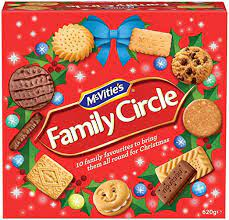 McVitie's
Family Circle
10 family favourites to bring
them all round for Christmas
620g e